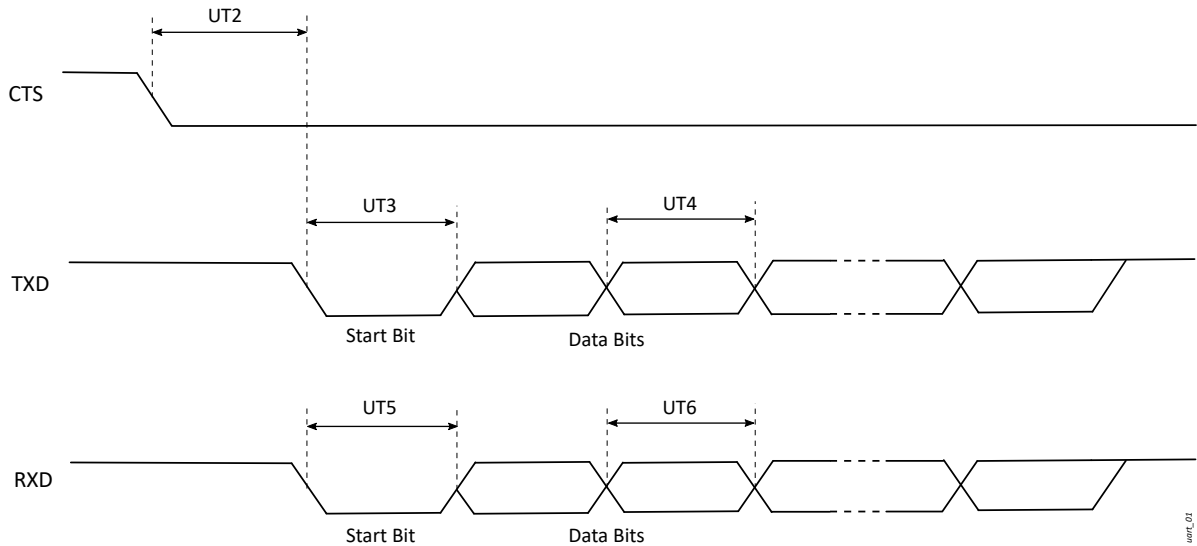 UT2
CTS
UT3
UT4
TXD
Start Bit
Data Bits
UT5
UT6
RXD
Start Bit
Data Bits
uart_01